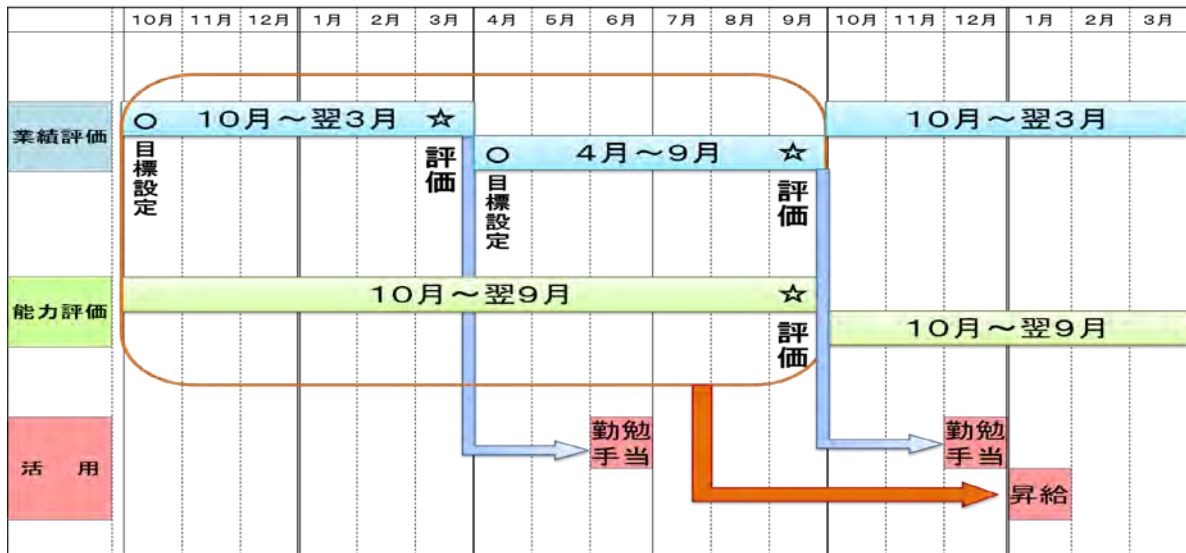 10月 11月 12月 1月 2月 3月 4月 5月 6月 7月 8月 9月 10月 11月 12月 1月 2月 3月
業績評価
○ 10月～翌3月 ☆
目標設定
評価
○ 4月～9月 ☆
目標設定
評価
10月～翌3月
能力評価
10月～翌9月 ☆
評価
10月～翌9月
活用
勤勉
手当
勤勉
手当
昇給